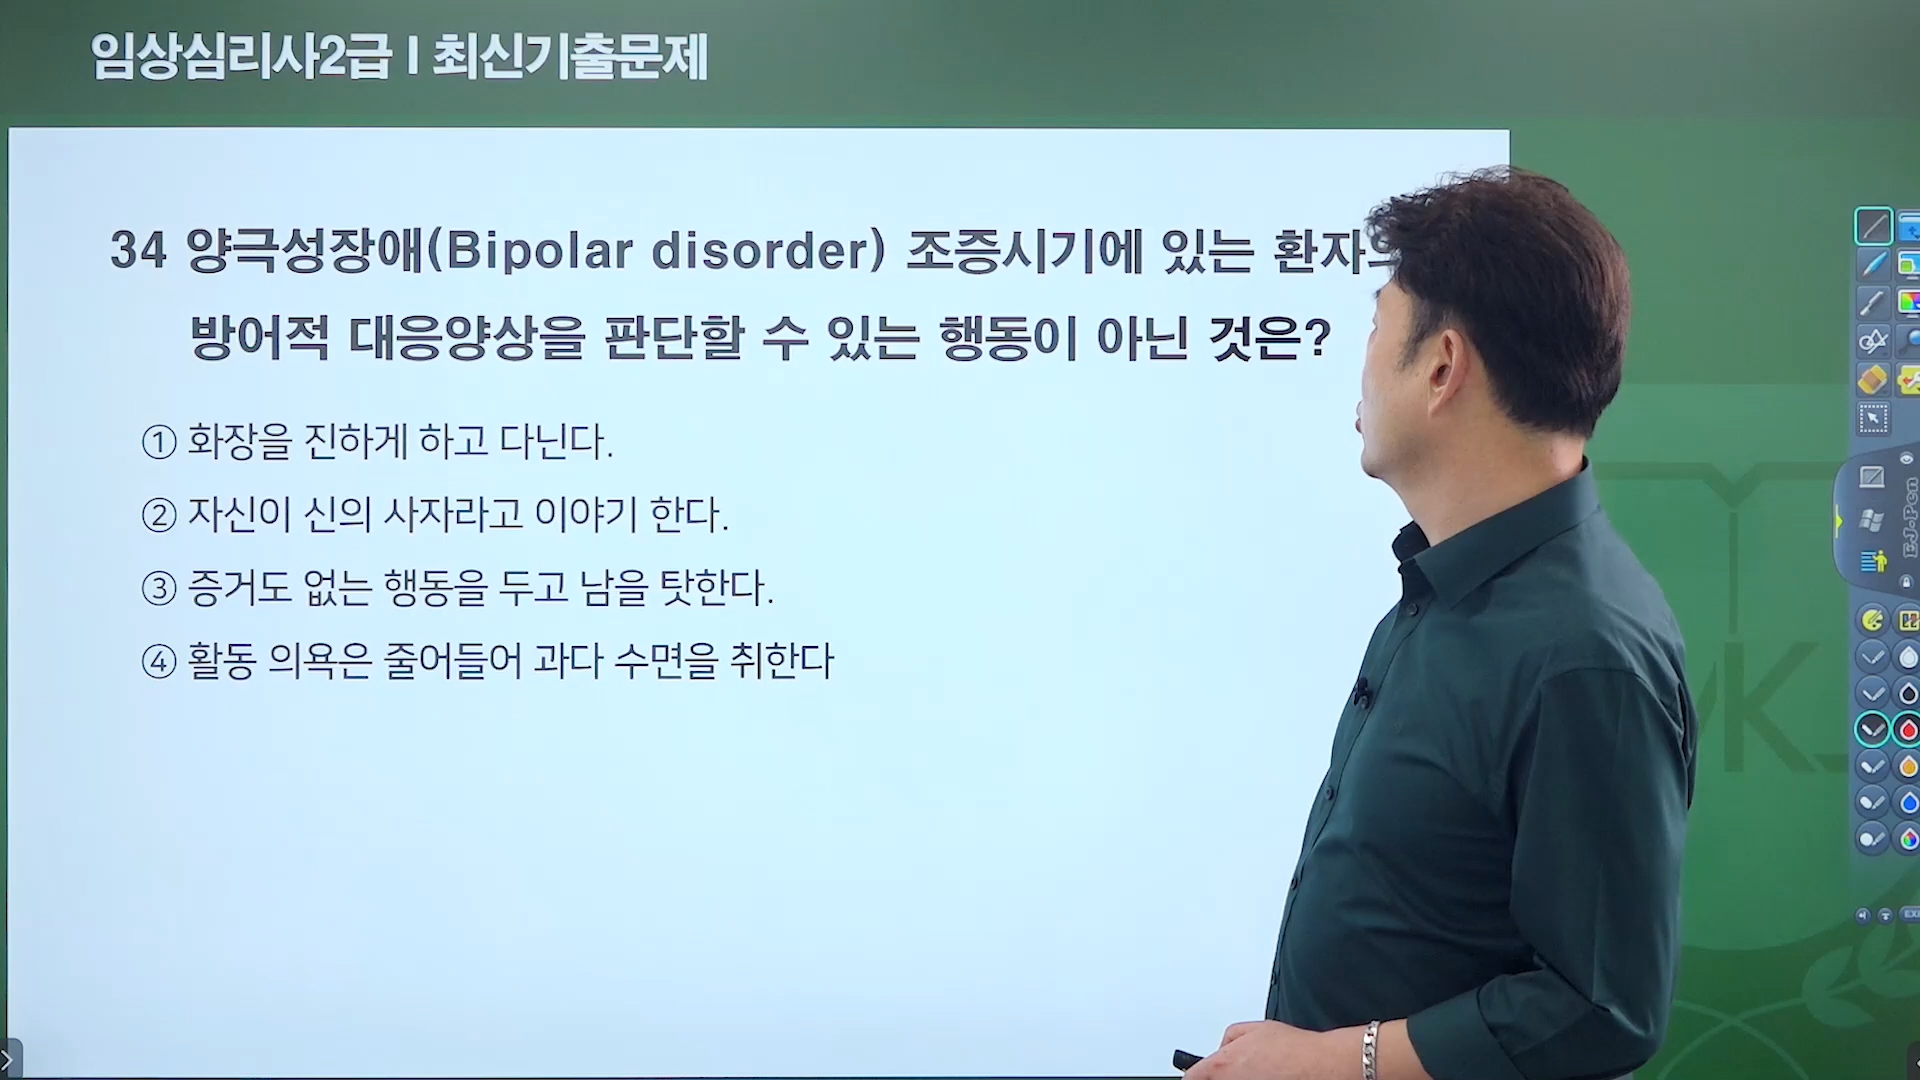 임상심리사2급 I 최신기출문제
34 양극성장애(Bipolar disorder) 조증시기에 있는 환자의
방어적 대응양상을 판단할 수 있는 행동이 아닌 것은?
① 화장을 진하게 하고 다닌다.
② 자신이 신의 사자라고 이야기 한다.
③ 증거도 없는 행동을 두고 남을 탓한다.
④ 활동 의욕은 줄어들어 과다 수면을 취한다
EJ-Pen